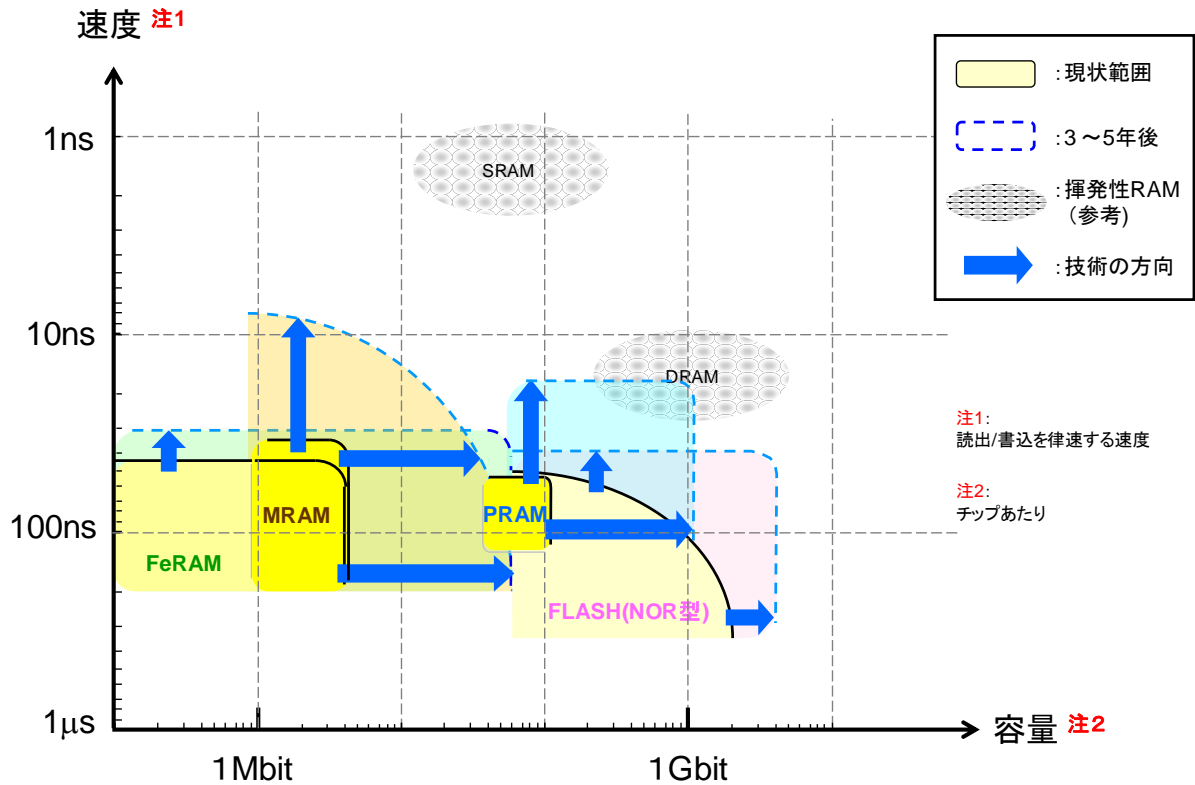 速度 注1
:現状範囲
:3～5年後
:揮発性RAM
(参考)
:技術の方向
1ns
SRAM
10ns
DRAM
注1:
読出/書込を律速する速度
注2:
チップあたり
MRAM
PRAM
100ns
FeRAM
FLASH(NOR型)
1μs
容量 注2
1Mbit
1Gbit